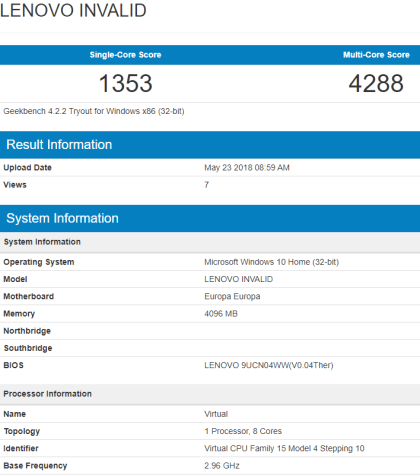 LENOVO INVALID
Single-Core Score Multi-Core Score
1353 4288
Geekbench 4.2.2 Tryout for Windows x86 (32-bit)
Result Information
Upload Date May 23 2018 08:59 AM
Views 7
System Information
System Information
Operating System Microsoft Windows 10 Home (32-bit)
Model LENOVO INVALID
Motherboard Europa Europa
Memory 4096 MB
Northbridge
Southbridge
BIOS LENOVO 9UCN04WW(V0.04Ther)
Processor Information
Name Virtual
Topology 1 Processor, 8 Cores
Identifier Virtual CPU Family 15 Model 4 Stepping 10
Base Frequency 2.96 GHz